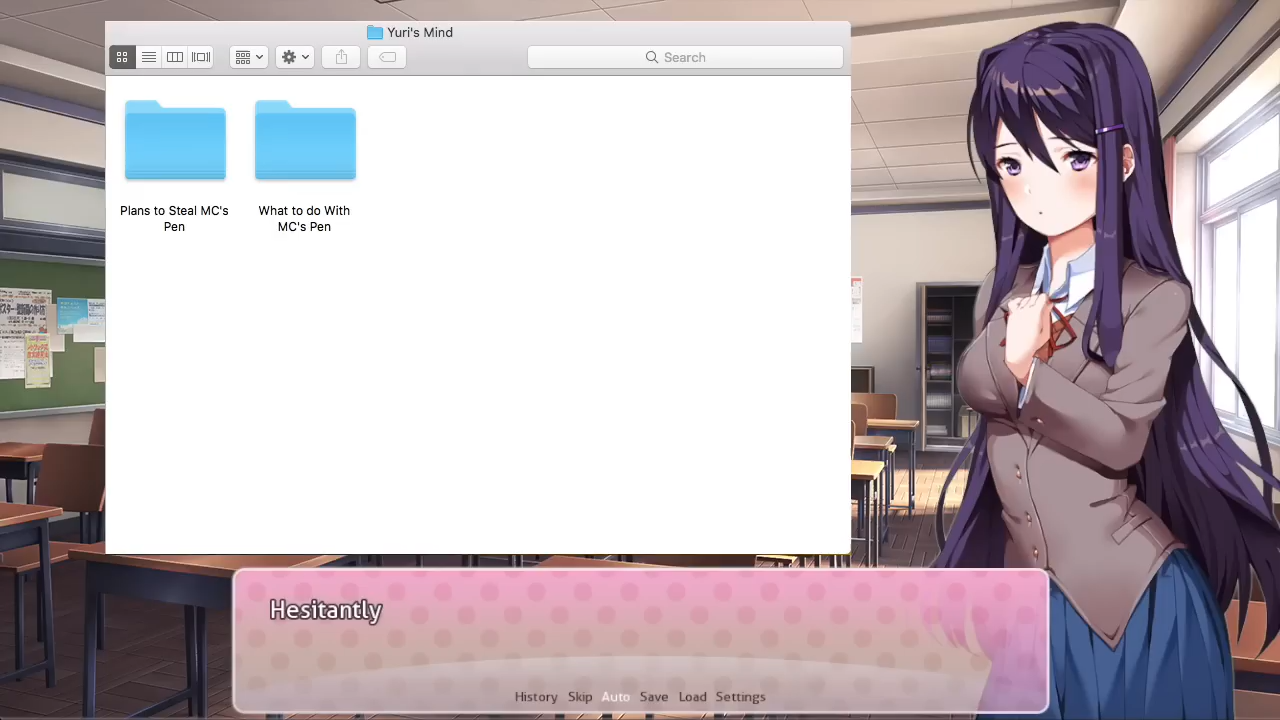 Yuri's Mind
Search
Plans to Steal MC's
Pen
What to do With
MC's Pen
Hesitantly
History Skip Auto Save Load Settings